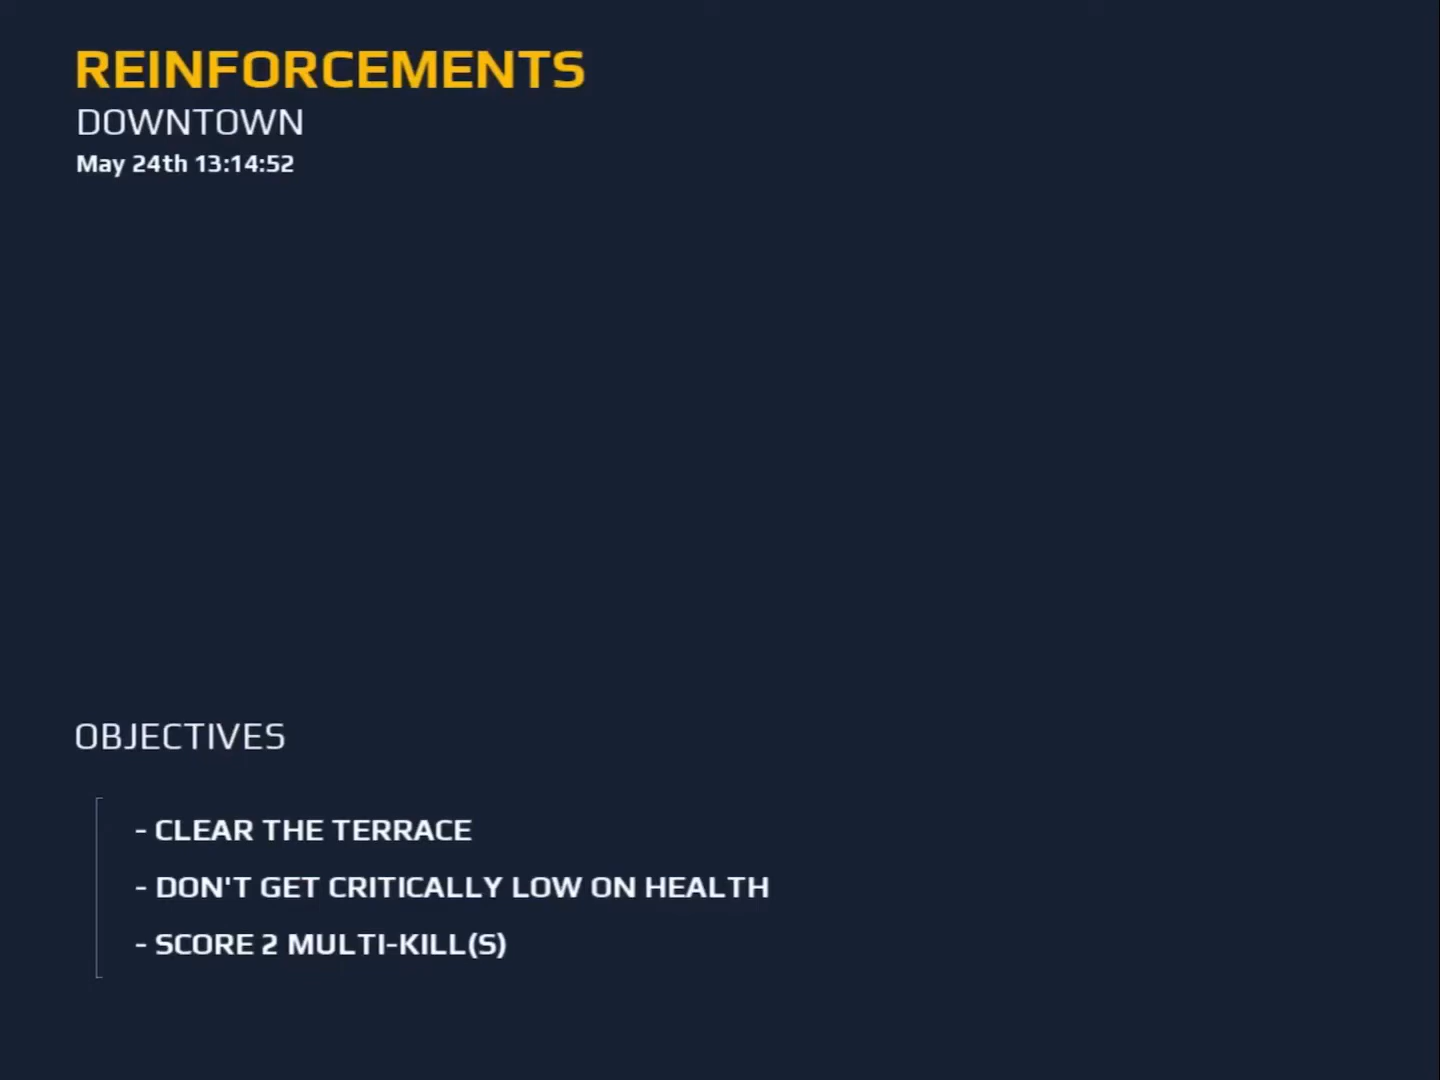 REINFORCEMENTS
DOWNTOWN
May 24th 13:14:52
OBJECTIVES
- CLEAR THE TERRACE
- DON'T GET CRITICALLY LOW ON HEALTH
- SCORE 2 MULTI-KILL(S)